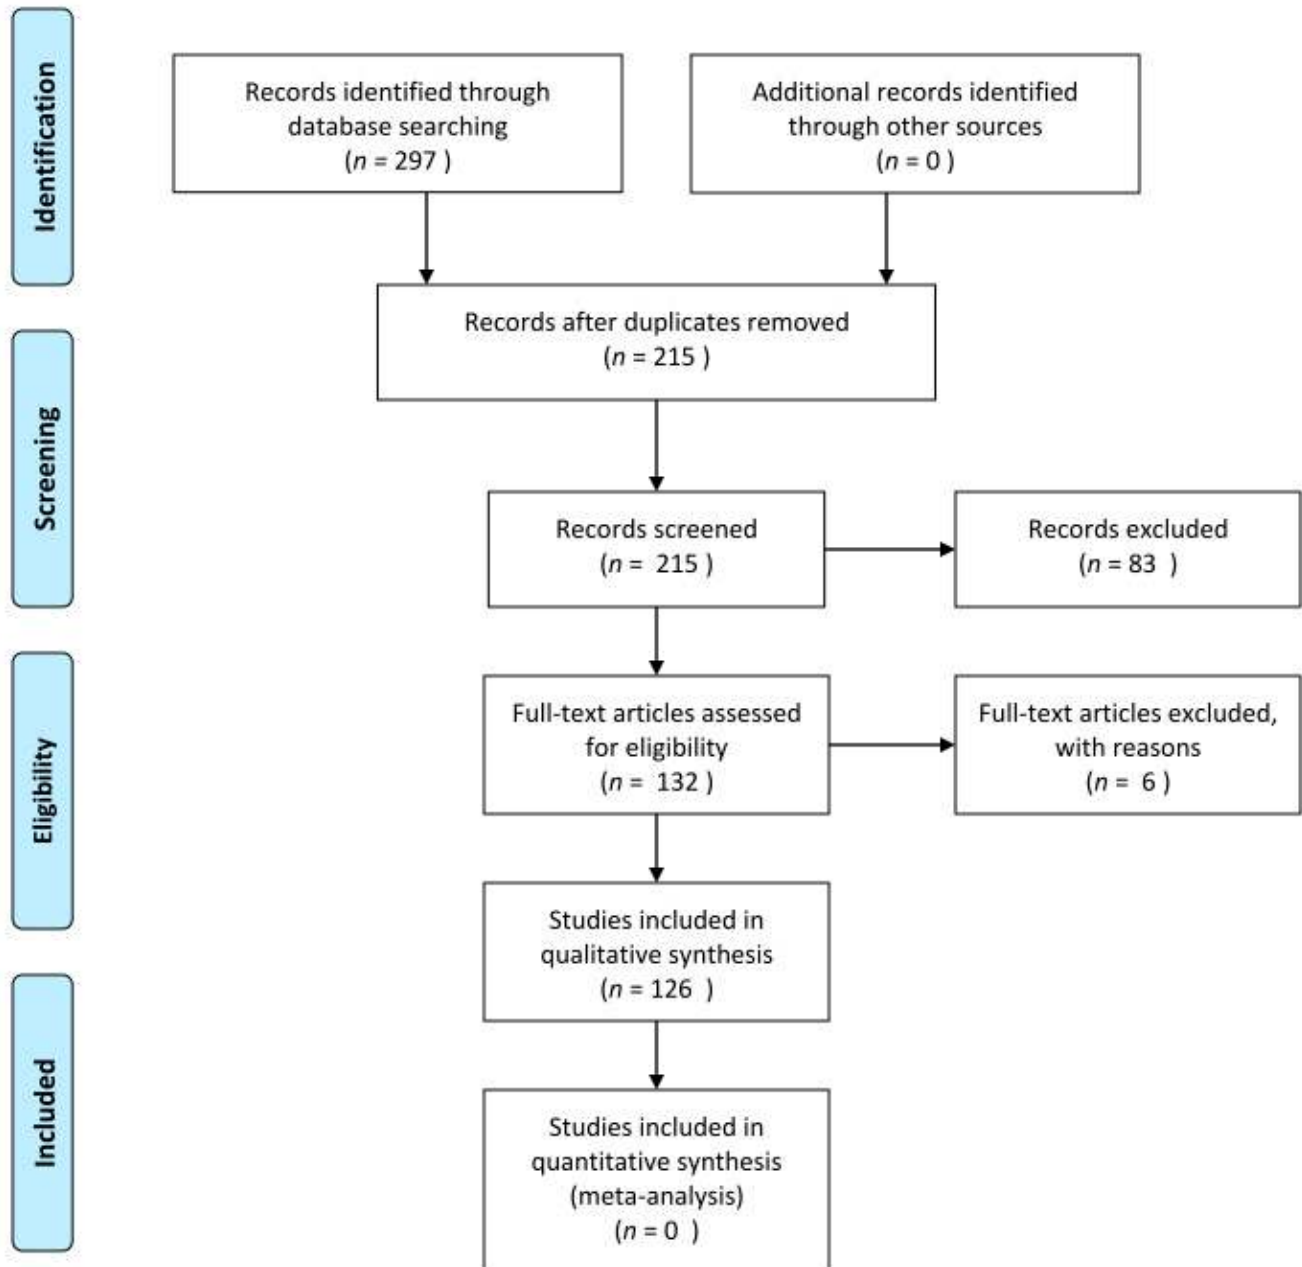 Identification
Records identified through
database searching
(n = 297 )
Additional records identified
through other sources
(n = 0 )
Records after duplicates removed
(n = 215 )
Screening
Records screened
(n = 215 )
Records excluded
(n = 83 )
Eligibility
Full-text articles assessed
for eligibility
(n = 132 )
Full-text articles excluded,
with reasons
(n = 6 )
Studies included in
qualitative synthesis
(n = 126 )
Included
Studies included in
quantitative synthesis
(meta-analysis)
(n = 0 )